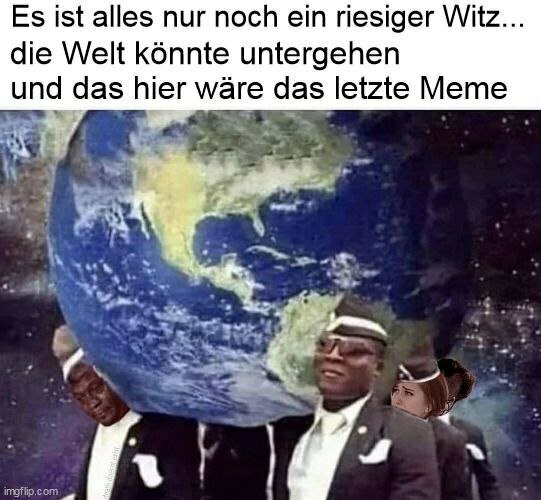 Es ist alles nur noch ein riesiger Witz...
die Welt könnte untergehen
und das hier wäre das letzte Meme
imgflip.com